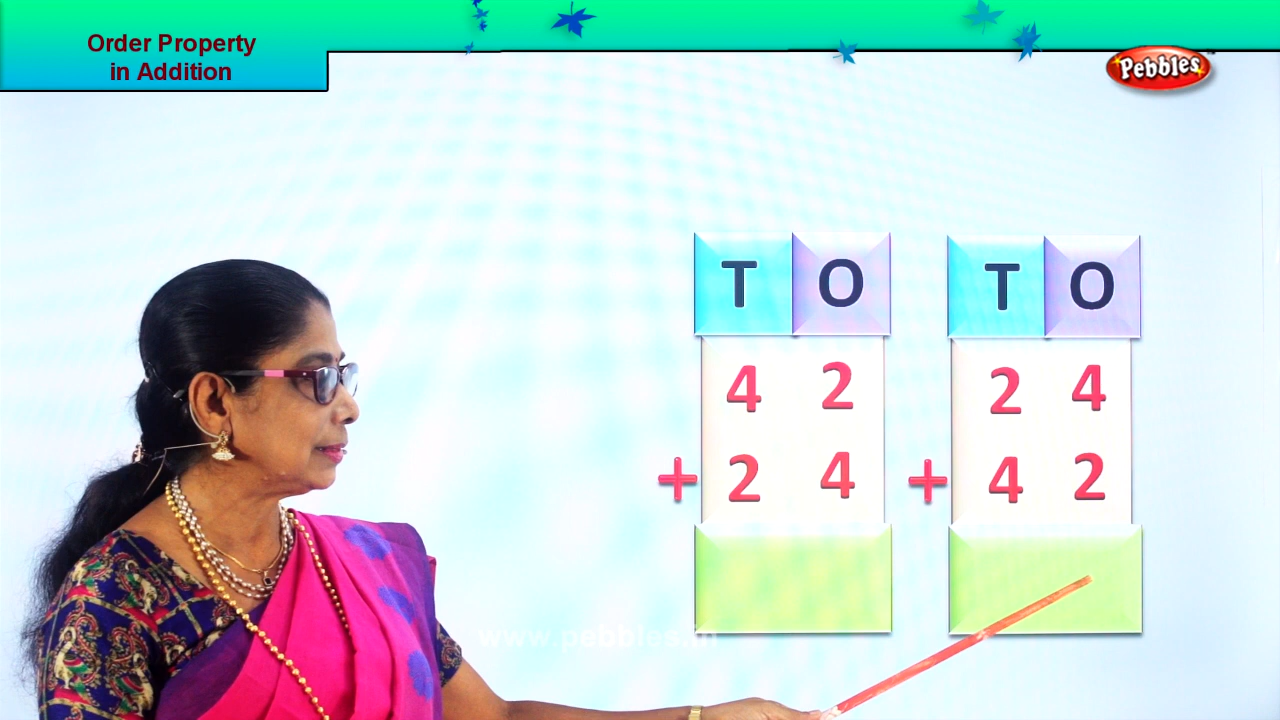 Order Property
in Addition
Pebbles
T O T O
4 2 2 4
+ 2 4 + 4 2
www.pebbles.in